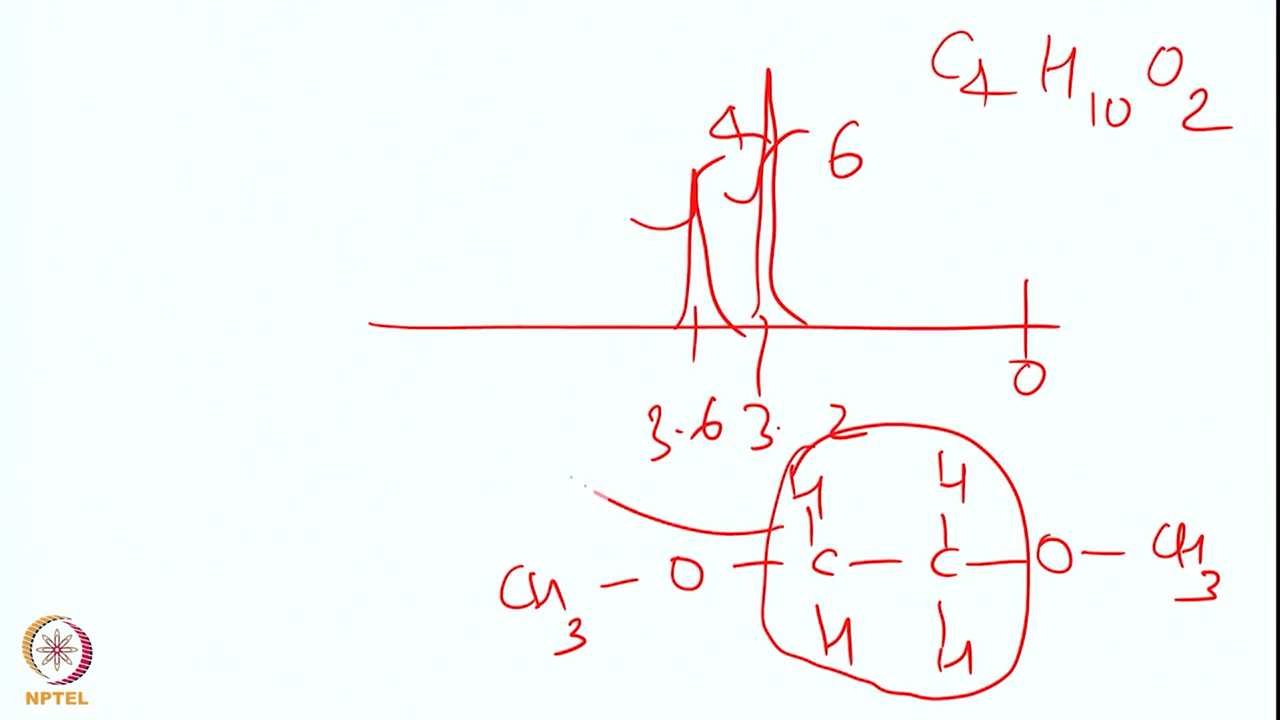 C4H10O2
4 6
0
3.6 3.2
H H
CH3 - O - C - C - O - CH3
H H
NPTEL